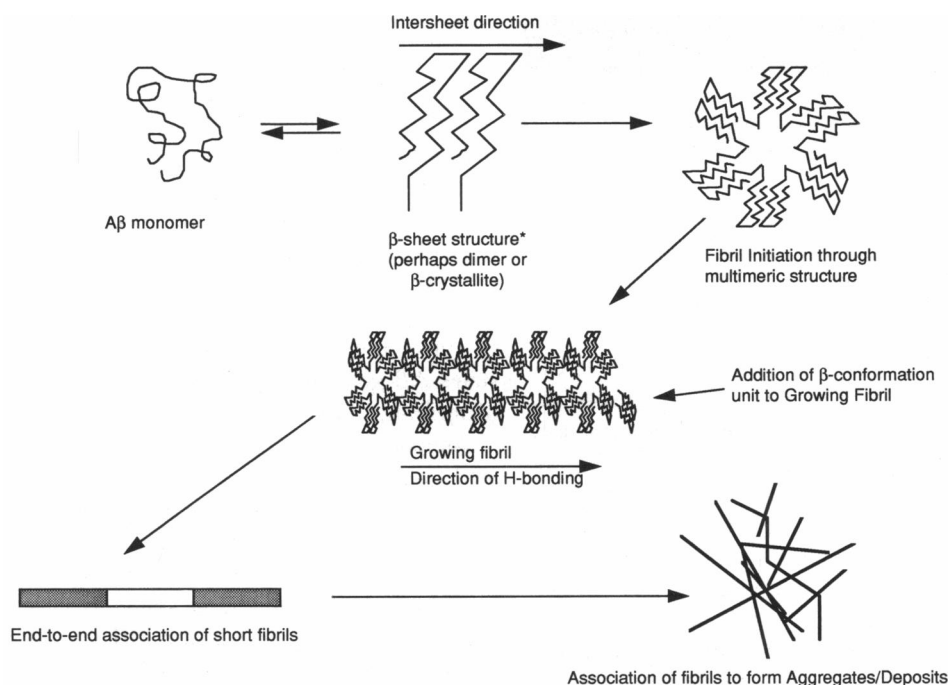 Intersheet direction
Aβ monomer
β-sheet structure*
(perhaps dimer or
β-crystallite)
Fibril Initiation through
multimeric structure
Addition of β-conformation
unit to Growing Fibril
Growing fibril
Direction of H-bonding
End-to-end association of short fibrils
Association of fibrils to form Aggregates/Deposits